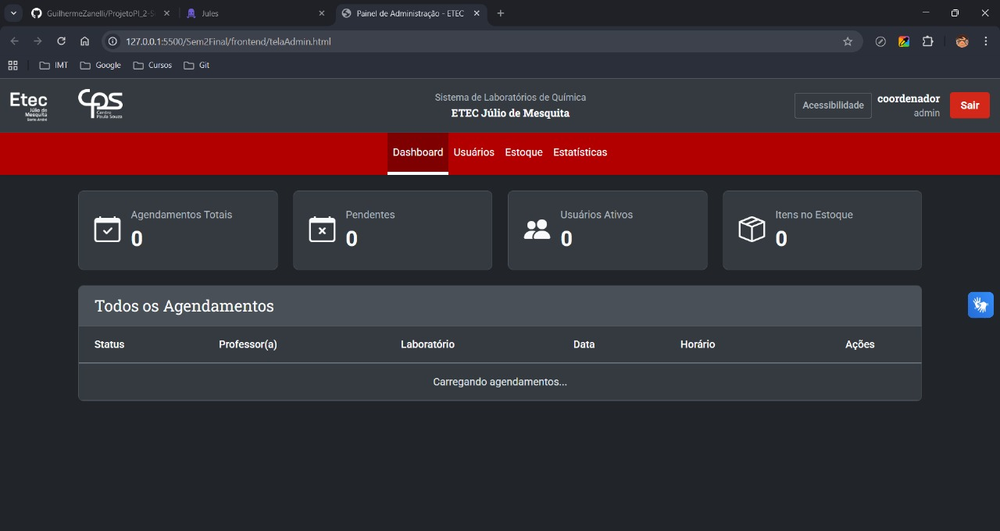 GuilhermeZanelli/ProjetoPI_2-S
Jules
Painel de Administração - ETEC
127.0.0.1:5500/Sem2Final/frontend/telaAdmin.html
IMT
Google
Cursos
Git
Etec
Júlio de
Mesquita
Santo André
CPS
Centro
Paula Souza
Sistema de Laboratórios de Química
ETEC Júlio de Mesquita
Acessibilidade
coordenador
admin
Sair
Dashboard Usuários Estoque Estatísticas
Agendamentos Totais
0
Pendentes
0
Usuários Ativos
0
Itens no Estoque
0
Todos os Agendamentos
Status Professor(a) Laboratório Data Horário Ações
Carregando agendamentos...